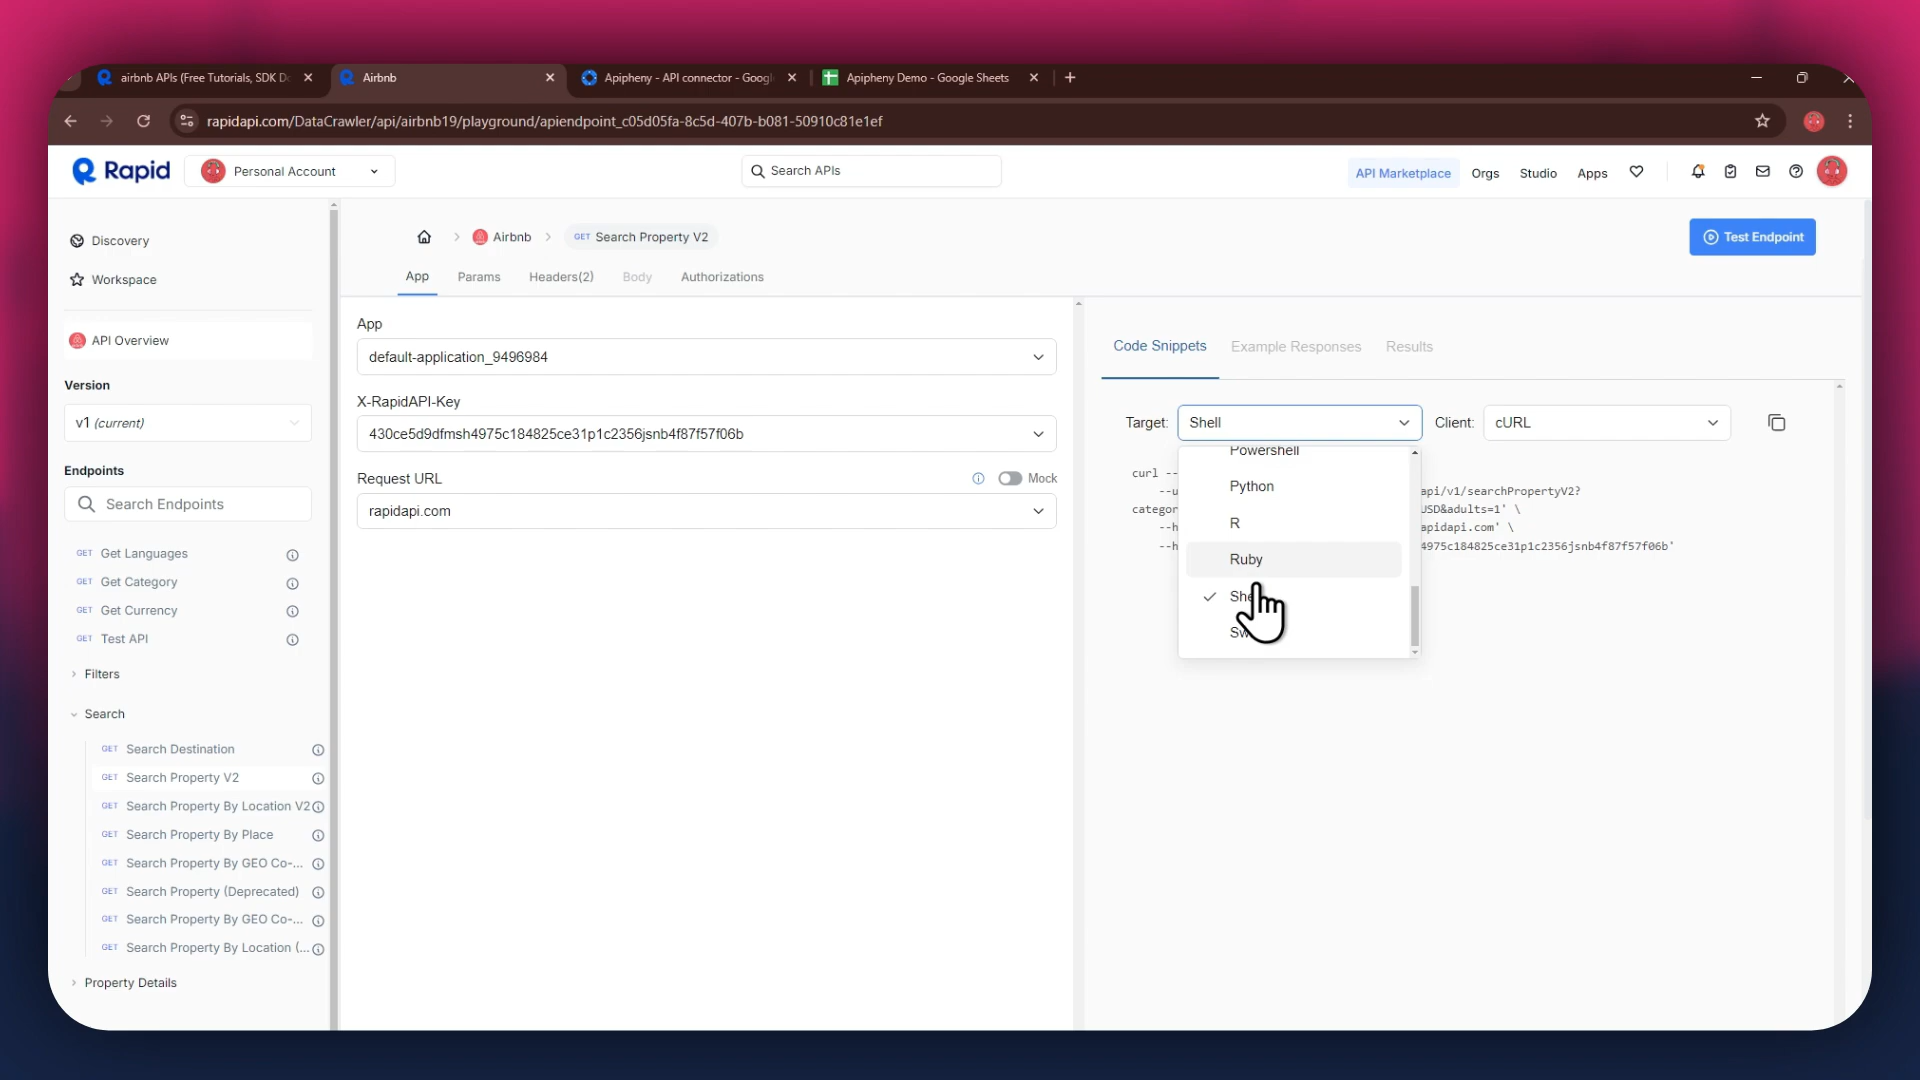 airbnb APIs (Free Tutorials, SDK D
Airbnb
Apipheny - API connector - Googl
Apipheny Demo - Google Sheets
rapidapi.com/DataCrawler/api/airbnb19/playground/apiendpoint_c05d05fa-8c5d-407b-b081-50910c81e1ef
Rapid
Personal Account
Search APIs
API Marketplace
Orgs
Studio
Apps
Discovery
Workspace
API Overview
Version
v1 (current)
Endpoints
Search Endpoints
GET Get Languages
GET Get Category
GET Get Currency
GET Test API
Filters
Search
GET Search Destination
GET Search Property V2
GET Search Property By Location V2
GET Search Property By Place
GET Search Property By GEO Co-...
GET Search Property (Deprecated)
GET Search Property By GEO Co-...
GET Search Property By Location (...
Property Details
Airbnb
GET Search Property V2
Test Endpoint
App
Params
Headers(2)
Body
Authorizations
App
default-application_9496984
X-RapidAPI-Key
430ce5d9dfmsh4975c184825ce31p1c2356jsnb4f87f57f06b
Request URL
Mock
rapidapi.com
Code Snippets
Example Responses
Results
Target:
Shell
Client:
cURL
Powershell
Python
R
Ruby
curl --
--u
api/v1/searchPropertyV2?
categor
USD&adults=1' \
--h
apidapi.com' \
--h
4975c184825ce31p1c2356jsnb4f87f57f06b'